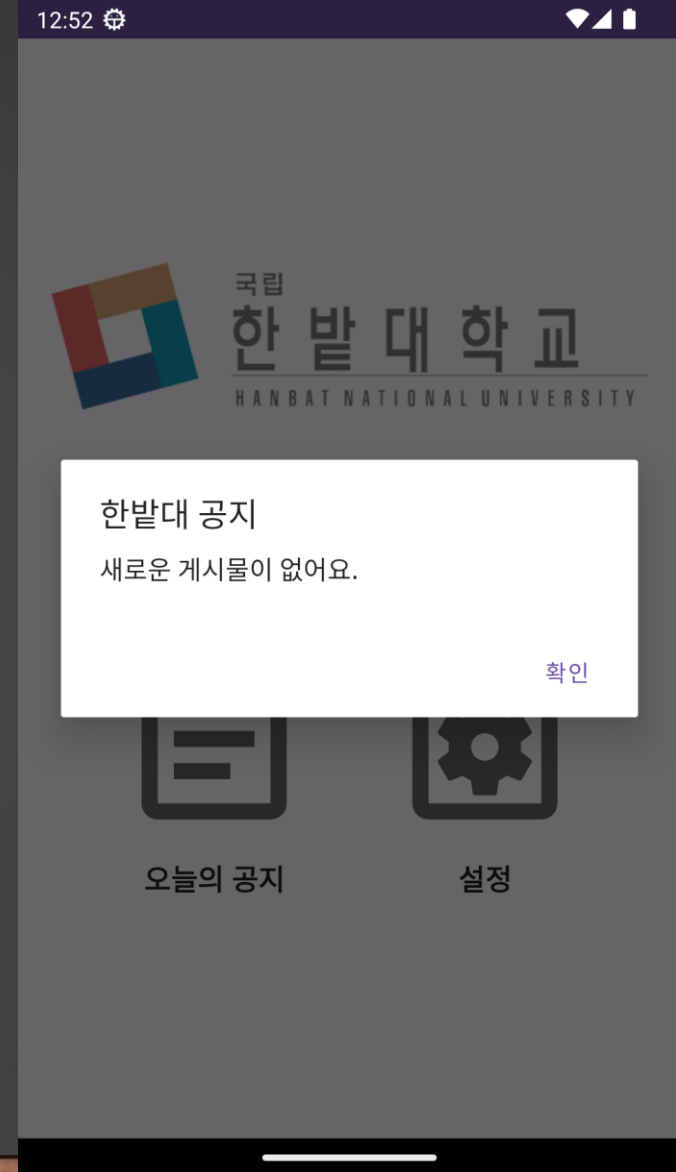 12:52
국립
한밭대학교
HANBAT NATIONAL UNIVERSITY
한밭대 공지
새로운 게시물이 없어요.
확인
오늘의 공지
설정